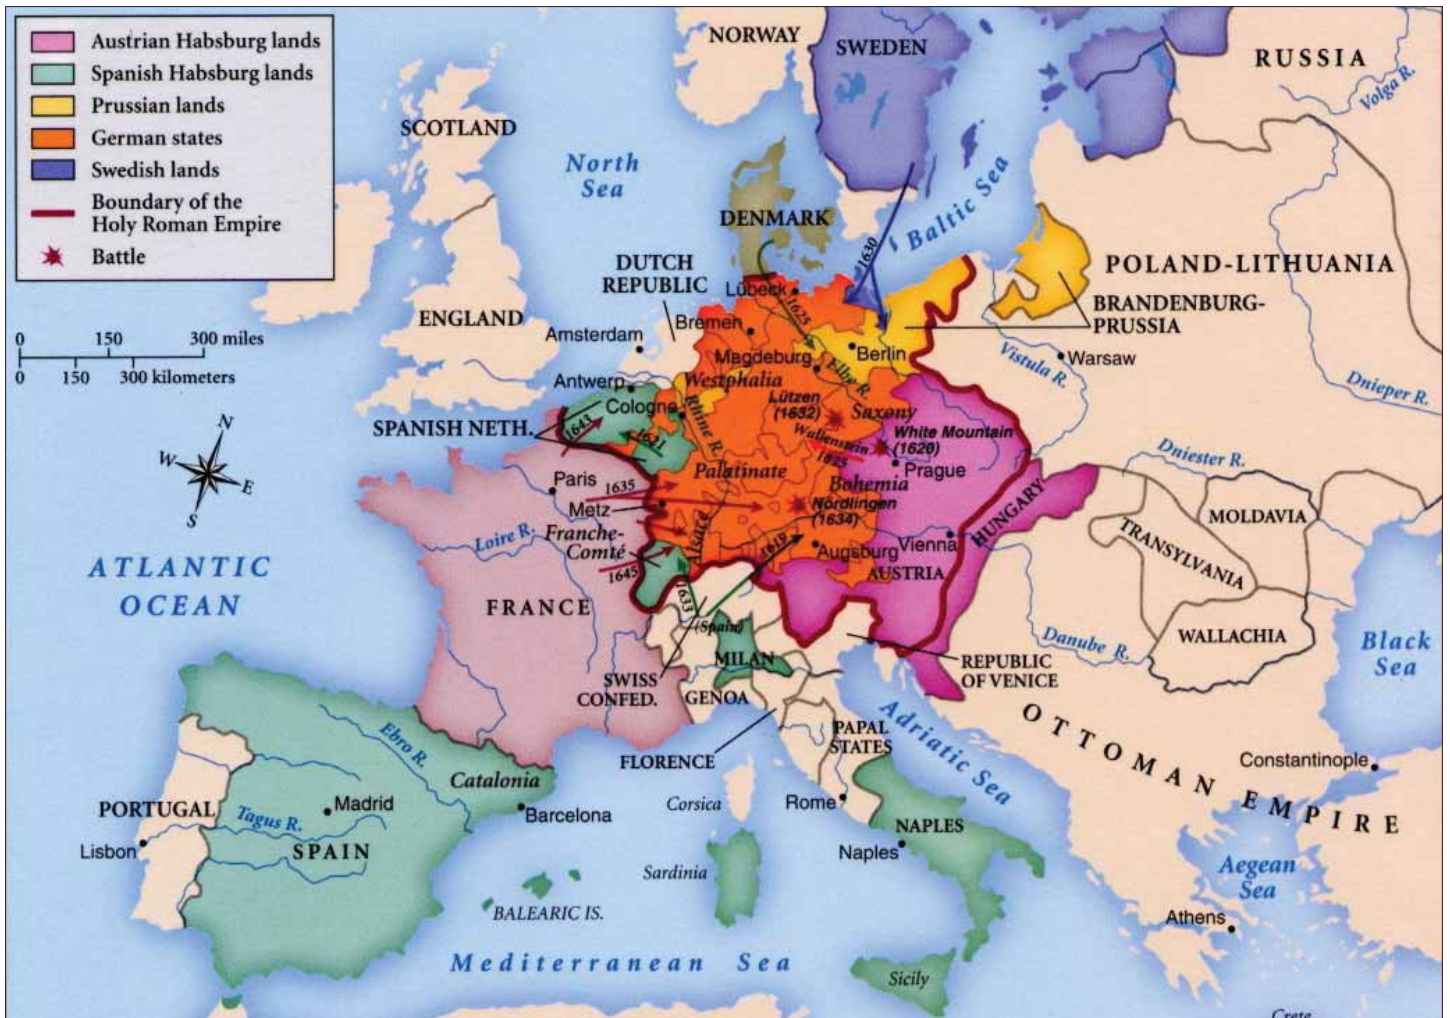 Austrian Habsburg lands
Spanish Habsburg lands
Prussian lands
German states
Swedish lands
Boundary of the
Holy Roman Empire
Battle
NORWAY
SWEDEN
RUSSIA
Volga R.
SCOTLAND
North
Sea
DENMARK
Baltic Sea
1630
POLAND-LITHUANIA
DUTCH
REPUBLIC
Lübeck
1625
BRANDENBURG-
PRUSSIA
ENGLAND
0 150 300 miles
0 150 300 kilometers
Amsterdam
Bremen
Magdeburg
Berlin
Elbe R.
Vistula R.
Warsaw
Dnieper R.
Antwerp
Westphalia
Cologne
Rhine R.
Lützen
(1632)
Saxony
SPANISH NETH.
1643
1631
Wallenstein
1625
White Mountain
(1620)
Prague
Dniester R.
N
W
E
S
Paris
1635
Palatinate
Bohemia
Metz
Nördlingen
(1634)
HUNGARY
MOLDAVIA
TRANSYLVANIA
Loire R.
Franche-
Comté
Alsace
1619
Augsburg
Vienna
AUSTRIA
1645
1633
ATLANTIC
OCEAN
FRANCE
(Spain)
MILAN
WALLACHIA
Danube R.
Black
Sea
SWISS
CONFED.
GENOA
REPUBLIC
OF VENICE
Adriatic Sea
OTTOMAN EMPIRE
Ebro R.
FLORENCE
PAPAL
STATES
Constantinople
Catalonia
PORTUGAL
Madrid
Barcelona
Corsica
Rome
Tagus R.
Lisbon
SPAIN
NAPLES
Naples
Sardinia
Aegean
Sea
BALEARIC IS.
Athens
Mediterranean Sea
Sicily
Crete